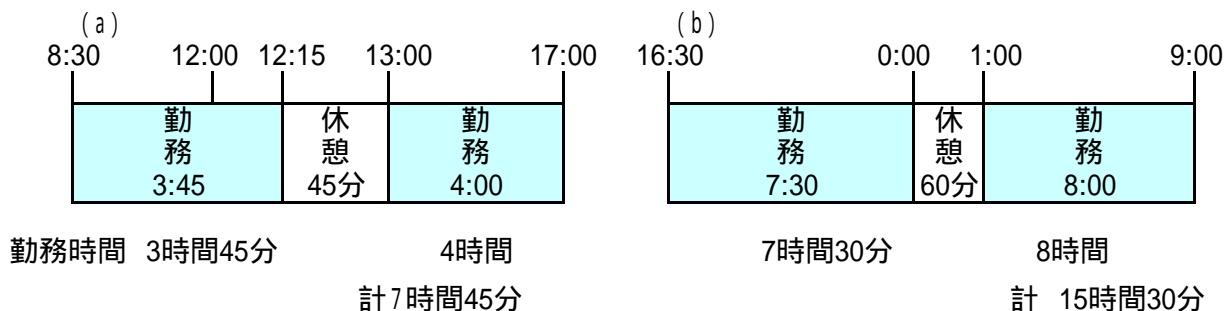 (a) (b)
8:30 12:00 12:15 13:00 17:00 16:30 0:00 1:00 9:00
勤務 休憩 勤務 勤務 休憩 勤務
3:45 45分 4:00 7:30 60分 8:00
勤務時間 3時間45分 4時間 7時間30分 8時間
計7時間45分 計 15時間30分